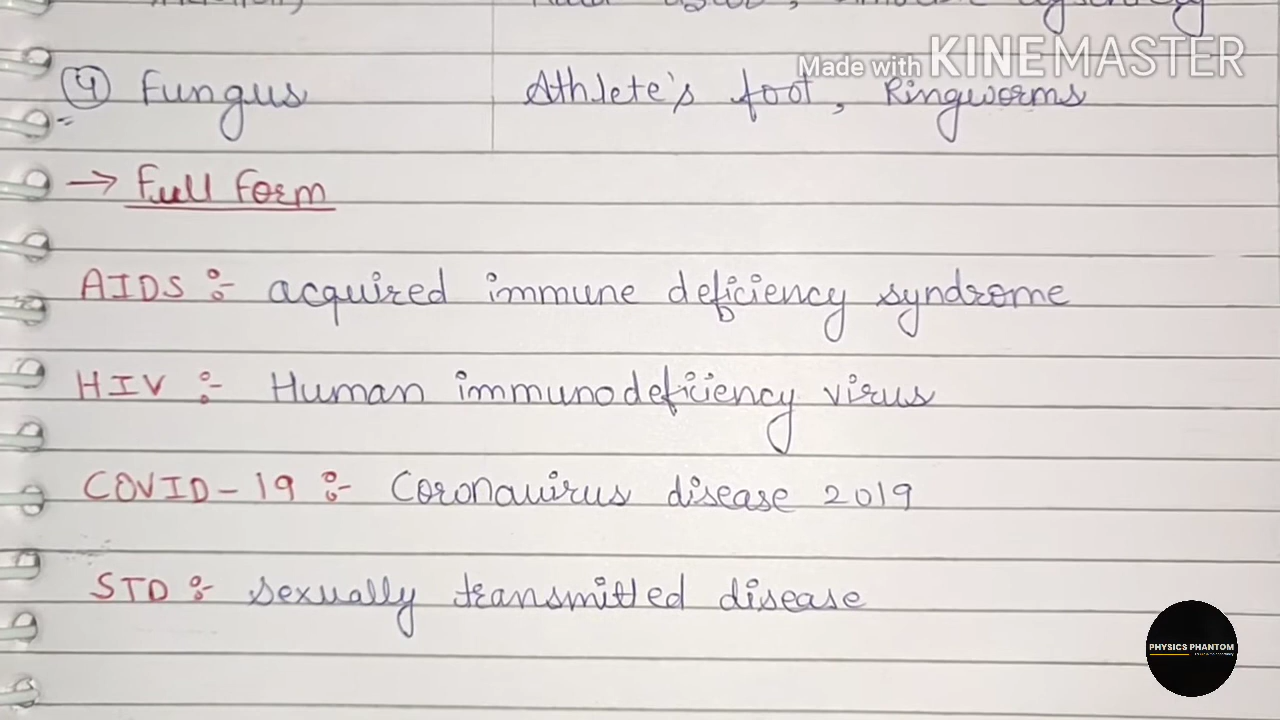 Made with KINEMASTER
④ Fungus Athlete's foot, Ringworms
→ Full Form
AIDS :- acquired immune deficiency syndrome
HIV :- Human immunodeficiency virus
COVID-19 :- Coronavirus disease 2019
STD :- sexually transmitted disease
PHYSICS PHANTOM